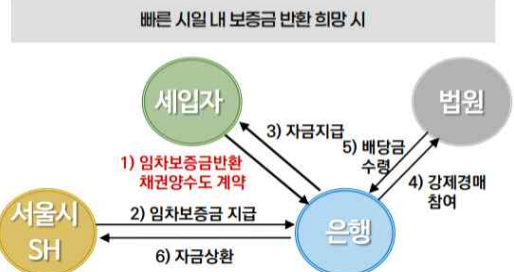 빠른 시일 내 보증금 반환 희망 시
세입자
법원
3) 자금지급
5) 배당금
수령
1) 임차보증금반환
채권양수도 계약
4) 강제경매
참여
서울시
SH
2) 임차보증금 지급
은행
6) 자금상환